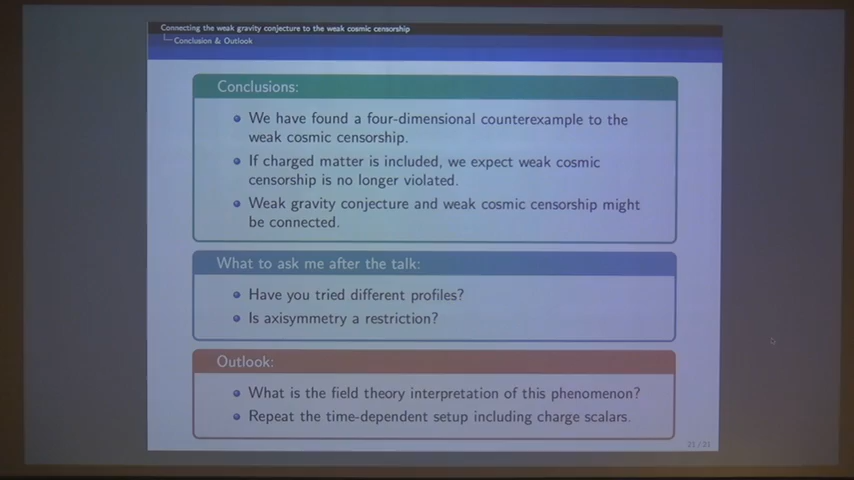 Connecting the weak gravity conjecture to the weak cosmic censorship
Conclusion & Outlook
Conclusions:
We have found a four-dimensional counterexample to the
weak cosmic censorship.
If charged matter is included, we expect weak cosmic
censorship is no longer violated.
Weak gravity conjecture and weak cosmic censorship might
be connected.
What to ask me after the talk:
Have you tried different profiles?
Is axisymmetry a restriction?
Outlook:
What is the field theory interpretation of this phenomenon?
Repeat the time-dependent setup including charge scalars.
21 / 21